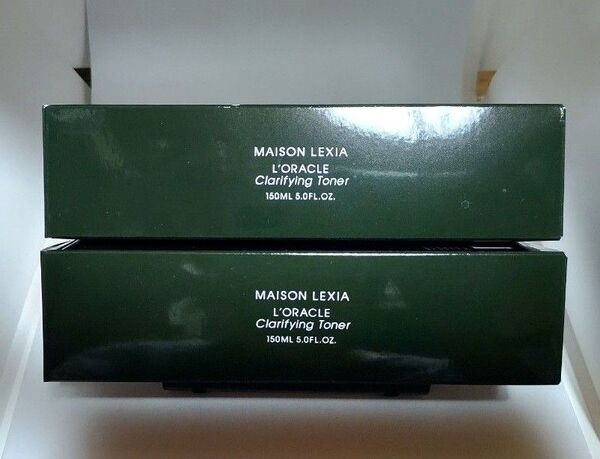 MAISON LEXIA
L'ORACLE
Clarifying Toner
150ML 5.0FL.OZ.
MAISON LEXIA
L'ORACLE
Clarifying Toner
150ML 5.0FL.OZ.